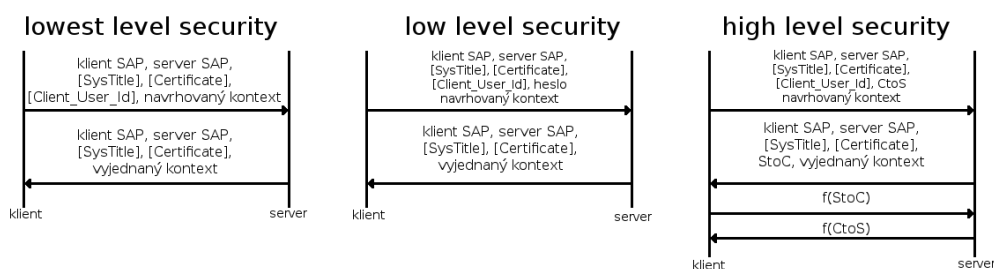 lowest level security
klient SAP, server SAP,
[SysTitle], [Certificate],
[Client_User_Id], navrhovaný kontext
klient SAP, server SAP,
[SysTitle], [Certificate],
vyjednaný kontext
klient
server
low level security
klient SAP, server SAP,
[SysTitle], [Certificate],
[Client_User_Id], heslo
navrhovaný kontext
klient SAP, server SAP,
[SysTitle], [Certificate],
vyjednaný kontext
klient
server
high level security
klient SAP, server SAP,
[SysTitle], [Certificate],
[Client_User_Id], CtoS
navrhovaný kontext
klient SAP, server SAP,
[SysTitle], [Certificate],
StoC, vyjednaný kontext
f(StoC)
f(CtoS)
klient
server